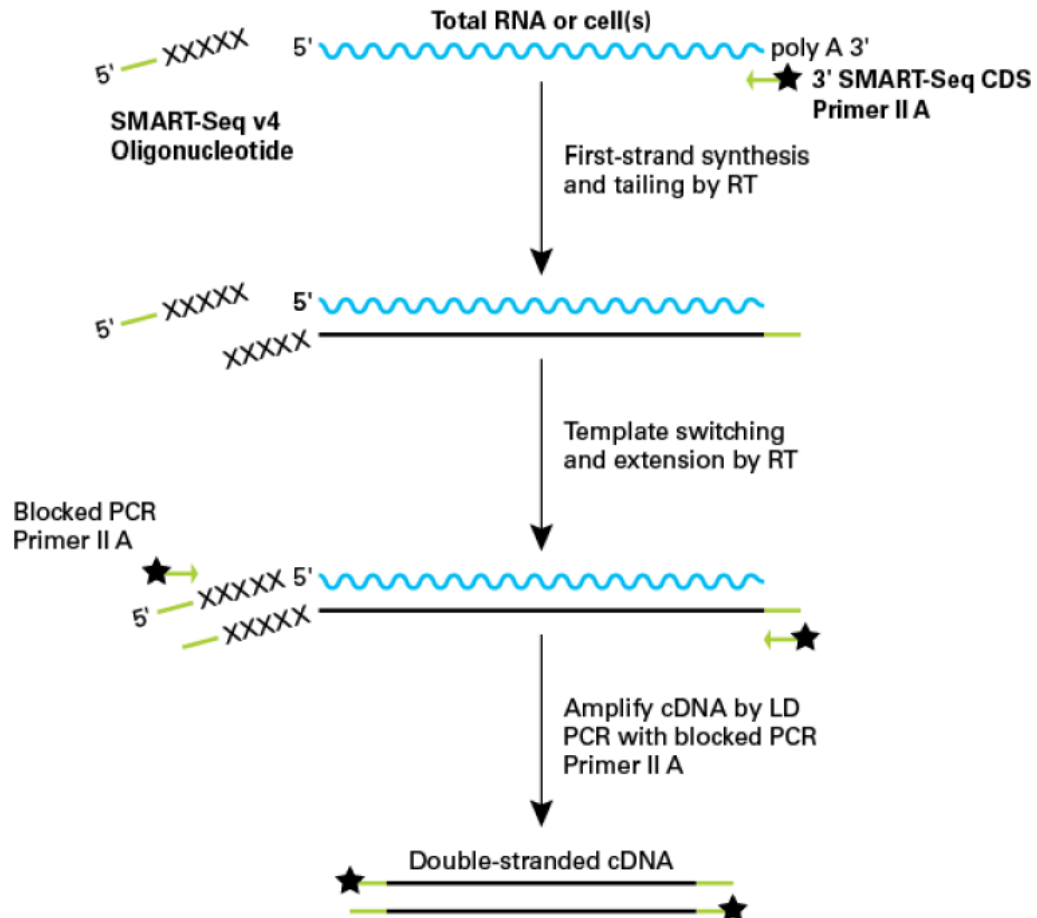 Total RNA or cell(s)
5' XXXXX
5' poly A 3'
SMART-Seq v4
Oligonucleotide
3' SMART-Seq CDS
Primer II A
First-strand synthesis
and tailing by RT
5' XXXXX
5'
XXXXX
Template switching
and extension by RT
Blocked PCR
Primer II A
5' XXXXX 5'
XXXXX
Amplify cDNA by LD
PCR with blocked PCR
Primer II A
Double-stranded cDNA